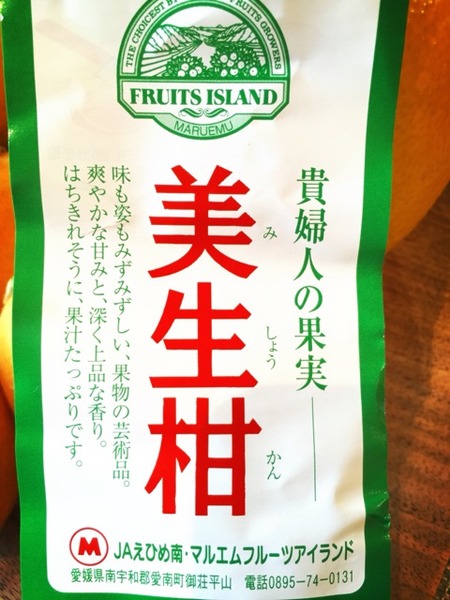 THE CHOICEST BY
FRUITS GROWERS
FRUITS ISLAND
MARUEMU
貴婦人の果実
美生柑
み
しょう
かん
味も姿もみずみずしい、果物の芸術品。
爽やかな甘みと、深く上品な香り。
はちきれそうに、果汁たっぷりです。
M JAえひめ南・マルエムフルーツアイランド
愛媛県南宇和郡愛南町御荘平山 電話0895-74-0131